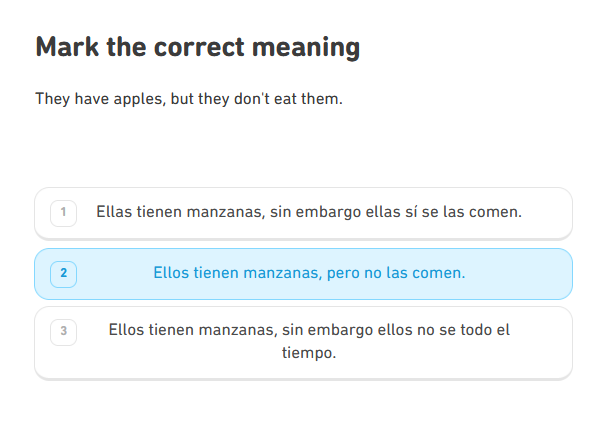 Mark the correct meaning
They have apples, but they don't eat them.
1 Ellas tienen manzanas, sin embargo ellas sí se las comen.
2 Ellos tienen manzanas, pero no las comen.
3 Ellos tienen manzanas, sin embargo ellos no se todo el
tiempo.